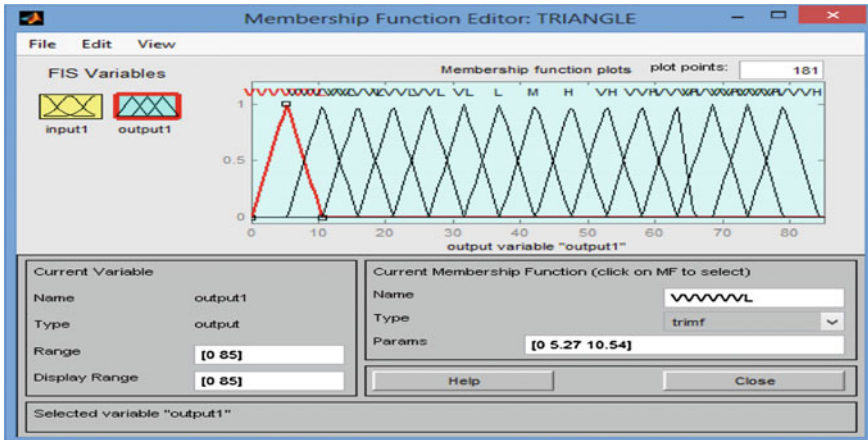 Membership Function Editor: TRIANGLE
File Edit View
FIS Variables
input1
output1
Membership function plots
plot points:
181
VL L M H VH
1
0.5
0
0 10 20 30 40 50 60 70 80
output variable "output1"
Current Variable
Name output1
Type output
Range [0 85]
Display Range [0 85]
Current Membership Function (click on MF to select)
Name VVVVVVL
Type trimf
Params [0 5.27 10.54]
Help
Close
Selected variable "output1"